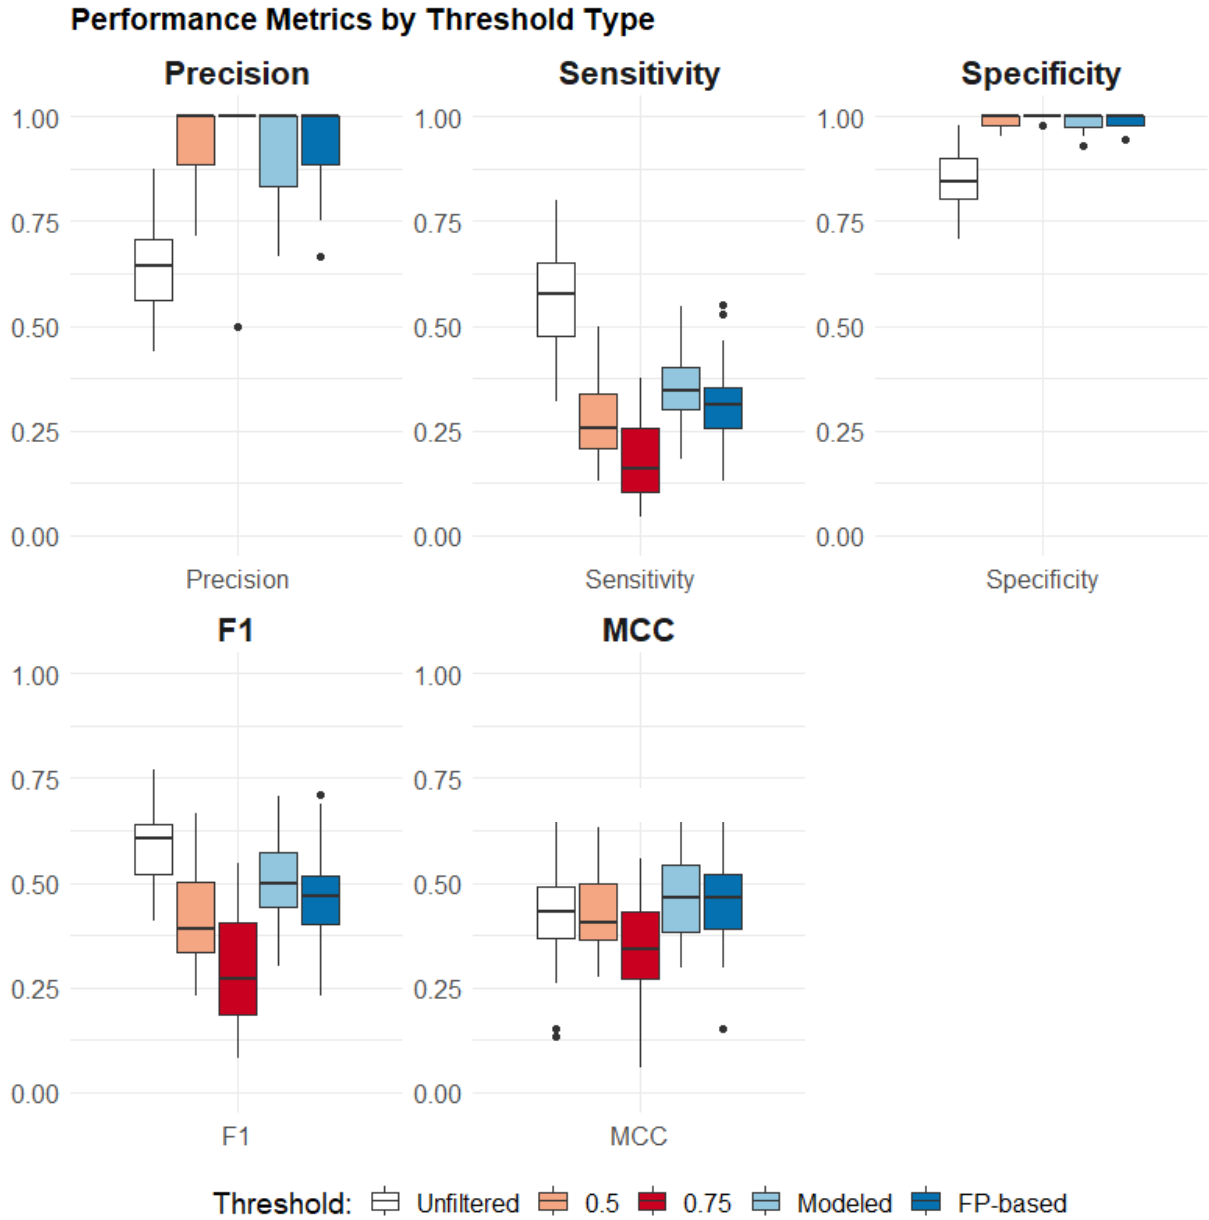 Performance Metrics by Threshold Type
Precision Sensitivity Specificity
1.00 1.00 1.00
0.75 0.75 0.75
0.50 0.50 0.50
0.25 0.25 0.25
0.00 0.00 0.00
Precision Sensitivity Specificity
F1 MCC
1.00 1.00
0.75 0.75
0.50 0.50
0.25 0.25
0.00 0.00
F1 MCC
Threshold: Unfiltered 0.5 0.75 Modeled FP-based